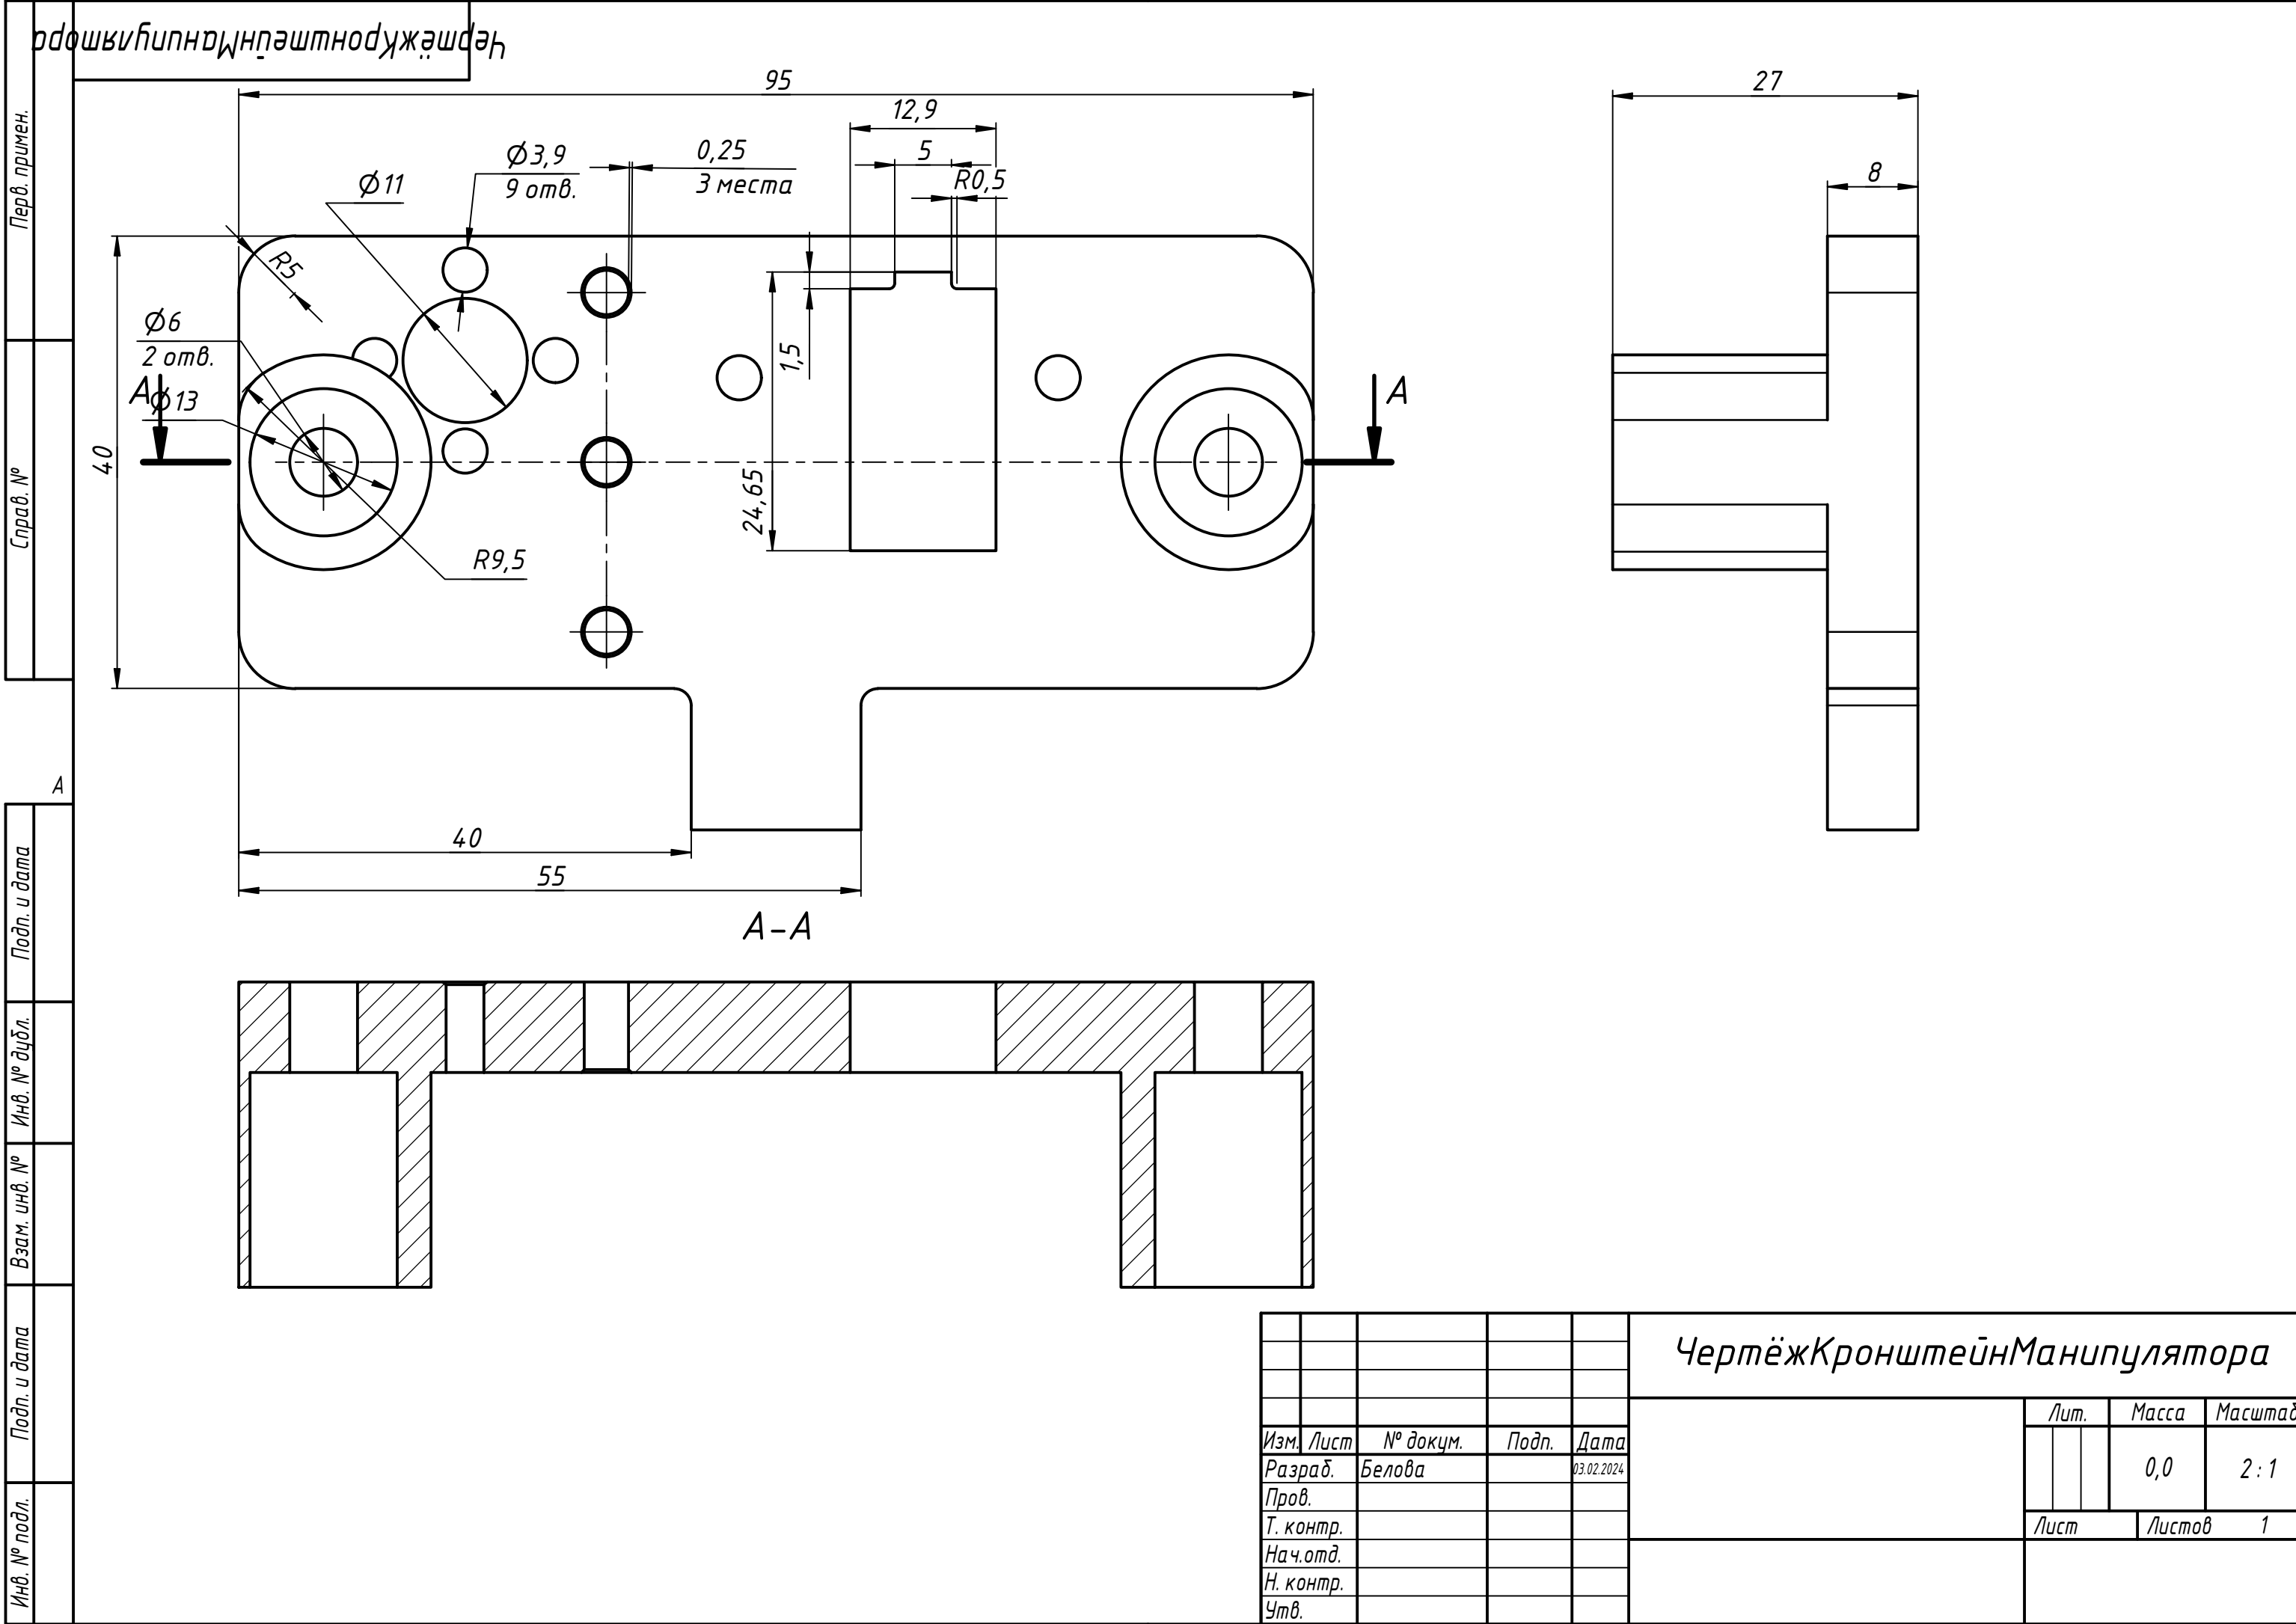 ЧертёжКронштейнМанипулятора
95
27
12,9
8
5
R0,5
0,25
3 места
Ø3,9
9 отв.
Ø11
R5
Ø6
2 отв.
Ø13
А
А
1,5
24,65
40
R9,5
40
55
А-А
Перв. примен.
Справ. №
А
Подп. и дата
Инв. № дубл.
Взам. инв. №
Подп. и дата
Инв. № подл.
ЧертёжКронштейнМанипулятора
Лит. Масса Масштаб
Изм. Лист № докум. Подп. Дата
Разраб. Белова 03.02.2024 0,0 2:1
Пров.
Т. контр. Лист Листов 1
Нач.отд.
Н. контр.
Утв.